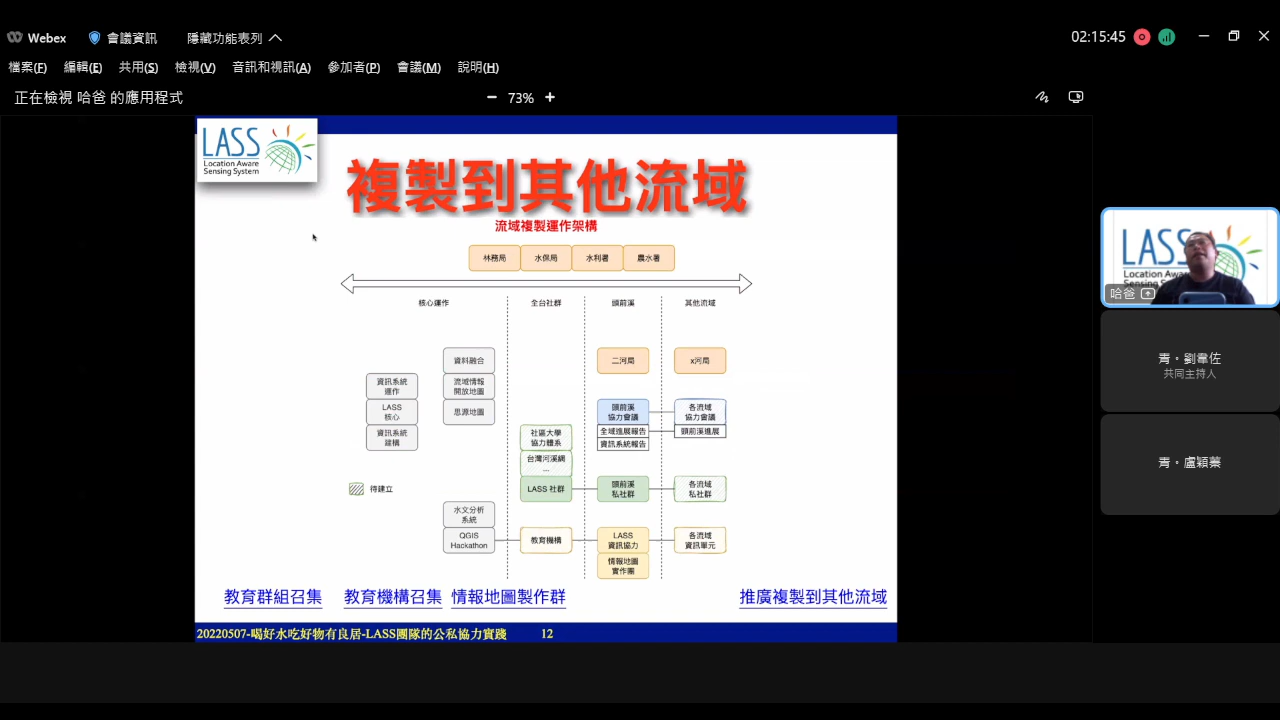 Webex
會議資訊
隱藏功能表列
02:15:45
檔案(F) 編輯(E) 共用(S) 檢視(V) 音訊和視訊(A) 參加者(P) 會議(M) 說明(H)
正在檢視 哈爸 的應用程式
73%
LASS
Location Aware
Sensing System
複製到其他流域
流域複製運作架構
林務局 水保局 水利署 農水署
核心運作 全台社群 頭前溪 其他流域
資料融合
二河局
x河局
資訊系統
運作
流域情報
開放地圖
LASS
核心
思源地圖
頭前溪
協力會議
各流域
協力會議
資訊系統
建構
社區大學
協力體系
全域進展報告
頭前溪進展
資訊系統報告
台灣河溪網
...
待建立
LASS 社群
頭前溪
私社群
各流域
私社群
水文分析
系統
QGIS
Hackathon
教育機構
LASS
資訊協力
各流域
資訊單元
情報地圖
實作團
教育群組召集 教育機構召集 情報地圖製作群 推廣複製到其他流域
20220507-喝好水吃好物有良居-LASS團隊的公私協力實踐 12
LASS
Location Aware
哈爸
青。劉韋佐
共同主持人
青。盧穎蓁